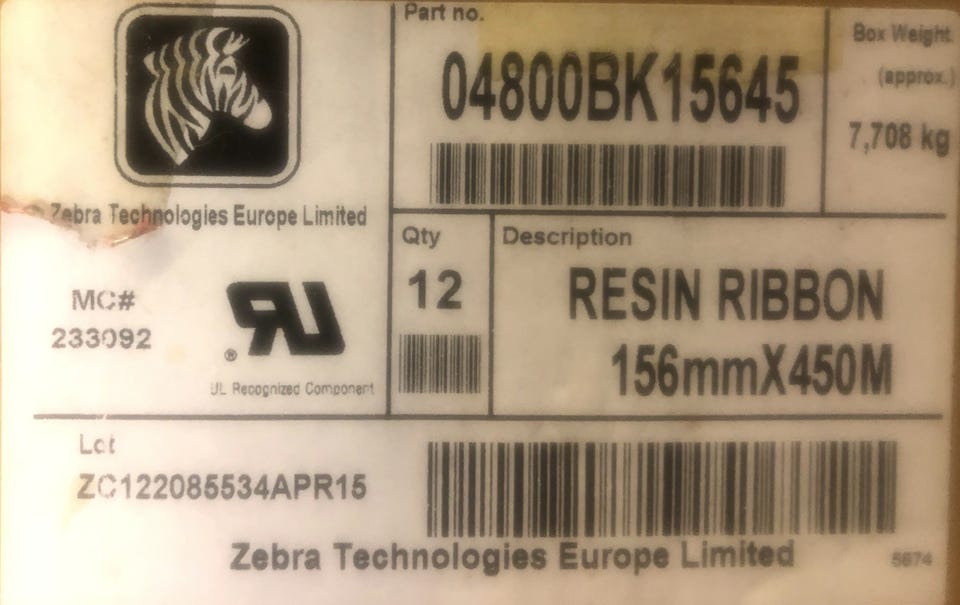 Part no.
04800BK15645
Box Weight
(approx.)
7,708 kg
Zebra Technologies Europe Limited
MC#
233092
®
UL Recognized Component
Qty
12
Description
RESIN RIBBON
156mmX450M
Lot
ZC122085534APR15
Zebra Technologies Europe Limited
5674